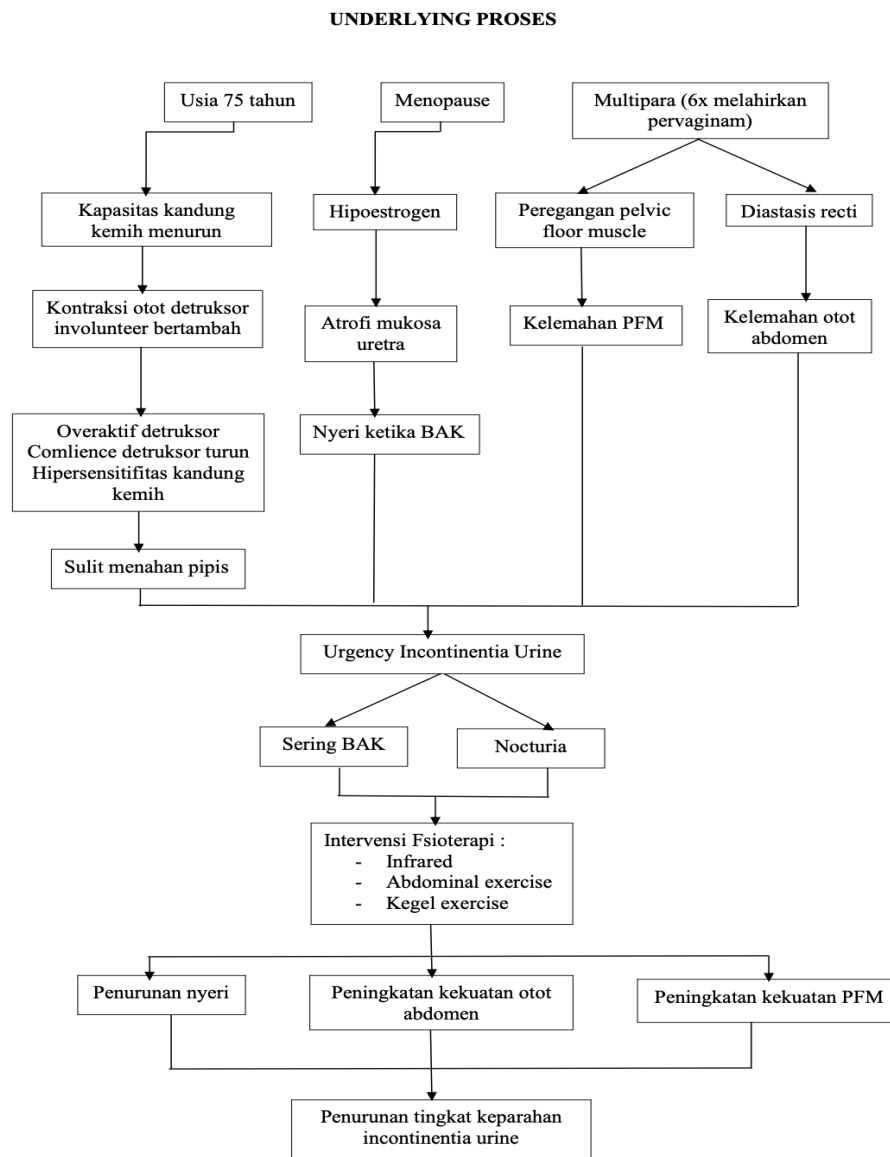 UNDERLYING PROSES
Usia 75 tahun
Menopause
Multipara (6x melahirkan
pervaginam)
Kapasitas kandung
kemih menurun
Hipoestrogen
Peregangan pelvic
floor muscle
Diastasis recti
Kontraksi otot detruksor
involunteer bertambah
Atrofi mukosa
uretra
Kelemahan PFM
Kelemahan otot
abdomen
Overaktif detruksor
Comlience detruksor turun
Hipersensitifitas kandung
kemih
Nyeri ketika BAK
Sulit menahan pipis
Urgency Incontinentia Urine
Sering BAK
Nocturia
Intervensi Fsioterapi :
- Infrared
- Abdominal exercise
- Kegel exercise
Penurunan nyeri
Peningkatan kekuatan otot
abdomen
Peningkatan kekuatan PFM
Penurunan tingkat keparahan
incontinentia urine